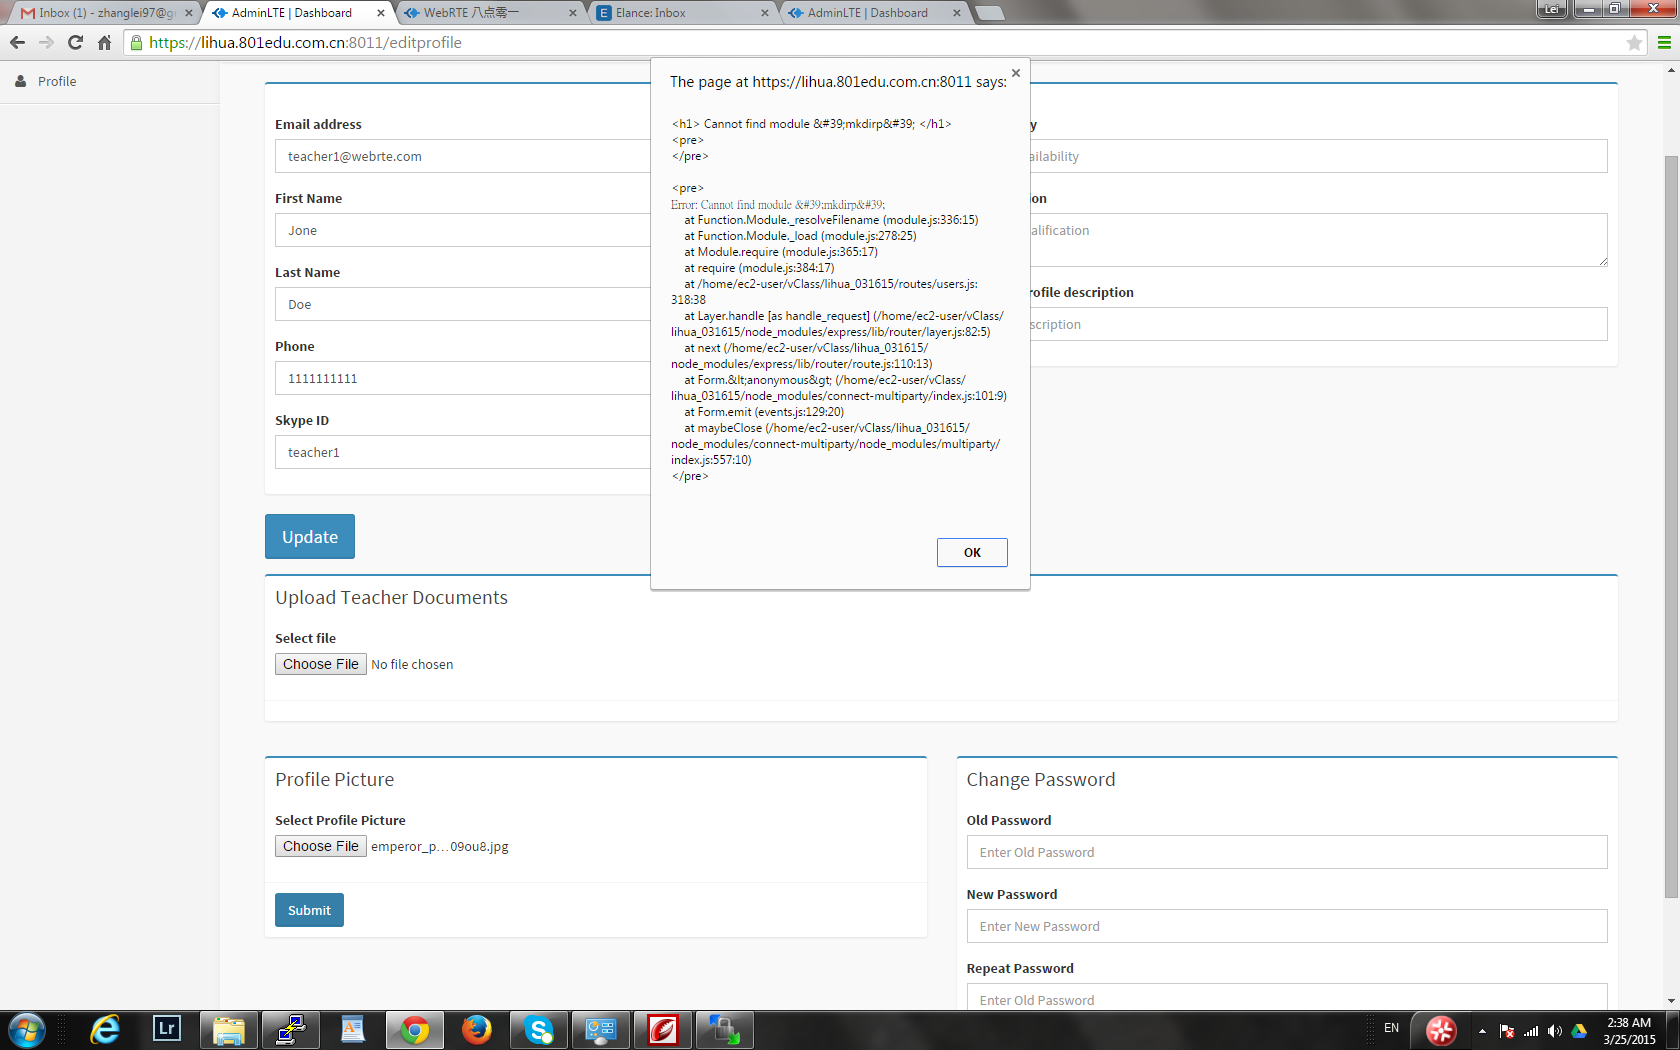 Inbox (1) - zhanglei97@g
AdminLTE | Dashboard
WebRTE 八点零一
Elance: Inbox
AdminLTE | Dashboard
Lei
https://lihua.801edu.com.cn:8011/editprofile
Profile
The page at https://lihua.801edu.com.cn:8011 says:
<h1> Cannot find module &#39;mkdirp&#39; </h1>
<pre>
</pre>
<pre>
Error: Cannot find module &#39;mkdirp&#39;
at Function.Module._resolveFilename (module.js:336:15)
at Function.Module._load (module.js:278:25)
at Module.require (module.js:365:17)
at require (module.js:384:17)
at /home/ec2-user/vClass/lihua_031615/routes/users.js:
318:38
at Layer.handle [as handle_request] (/home/ec2-user/vClass/
lihua_031615/node_modules/express/lib/router/layer.js:82:5)
at next (/home/ec2-user/vClass/lihua_031615/
node_modules/express/lib/router/route.js:110:13)
at Form.&lt;anonymous&gt; (/home/ec2-user/vClass/
lihua_031615/node_modules/connect-multiparty/index.js:101:9)
at Form.emit (events.js:129:20)
at maybeClose (/home/ec2-user/vClass/lihua_031615/
node_modules/connect-multiparty/node_modules/multiparty/
index.js:557:10)
</pre>
OK
Email address
teacher1@webrte.com
First Name
Jone
Last Name
Doe
Phone
1111111111
Skype ID
teacher1
y
ailability
ion
alification
rofile description
scription
Update
Upload Teacher Documents
Select file
Choose File No file chosen
Profile Picture
Select Profile Picture
Choose File emperor_p...09ou8.jpg
Submit
Change Password
Old Password
Enter Old Password
New Password
Enter New Password
Repeat Password
Enter Old Password
Lr
EN
2:38 AM
3/25/2015